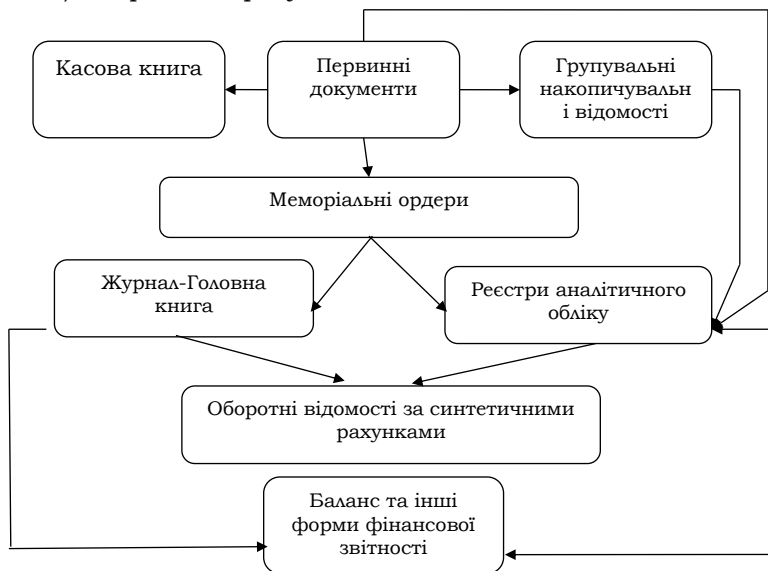 Касова книга
Первинні
документи
Групувальні
накопичувальн
і відомості
Меморіальні ордери
Журнал-Головна
книга
Реєстри аналітичного
обліку
Оборотні відомості за синтетичними
рахунками
Баланс та інші
форми фінансової
звітності